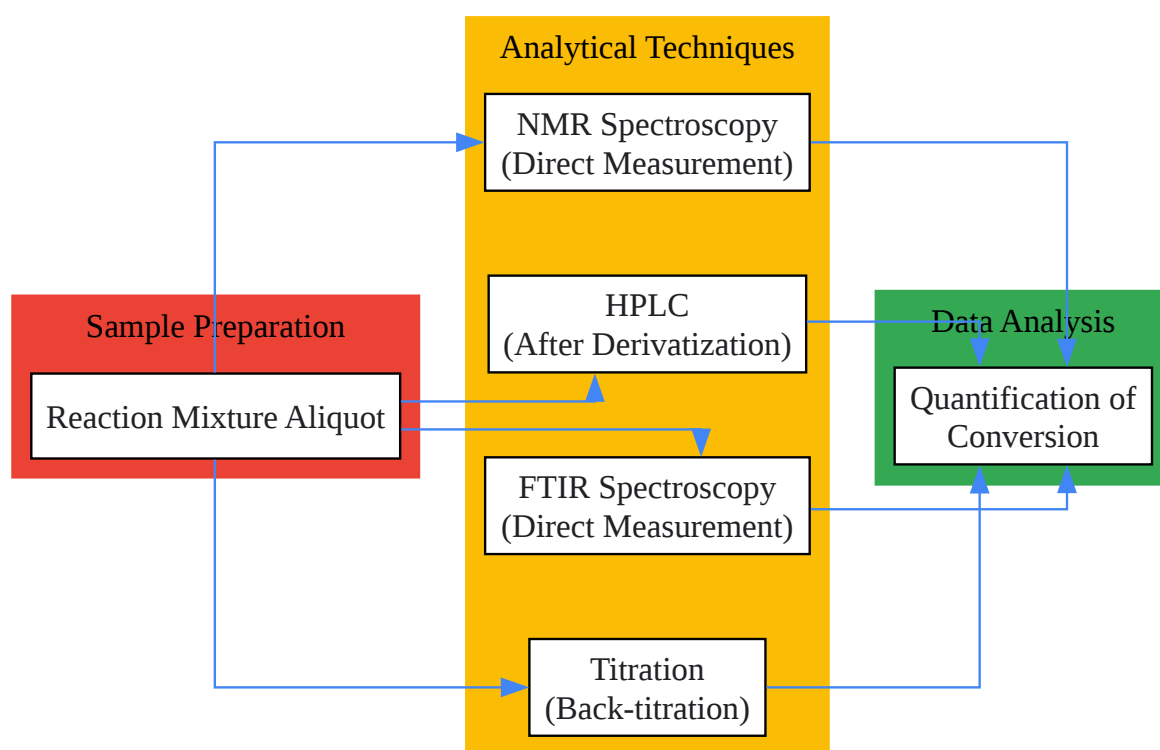 Analytical Techniques
NMR Spectroscopy
(Direct Measurement)
HPLC
(After Derivatization)
FTIR Spectroscopy
(Direct Measurement)
Titration
(Back-titration)
Sample Preparation
Reaction Mixture Aliquot
Data Analysis
Quantification of
Conversion